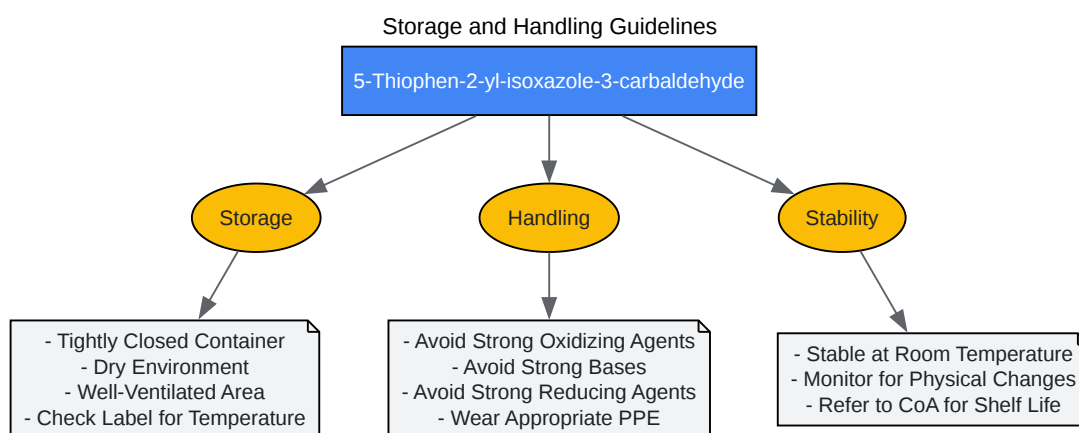 Storage and Handling Guidelines
5-Thiophen-2-yl-isoxazole-3-carbaldehyde
Storage
Handling
Stability
- Tightly Closed Container
- Dry Environment
- Well-Ventilated Area
- Check Label for Temperature
- Avoid Strong Oxidizing Agents
- Avoid Strong Bases
- Avoid Strong Reducing Agents
- Wear Appropriate PPE
- Stable at Room Temperature
- Monitor for Physical Changes
- Refer to CoA for Shelf Life